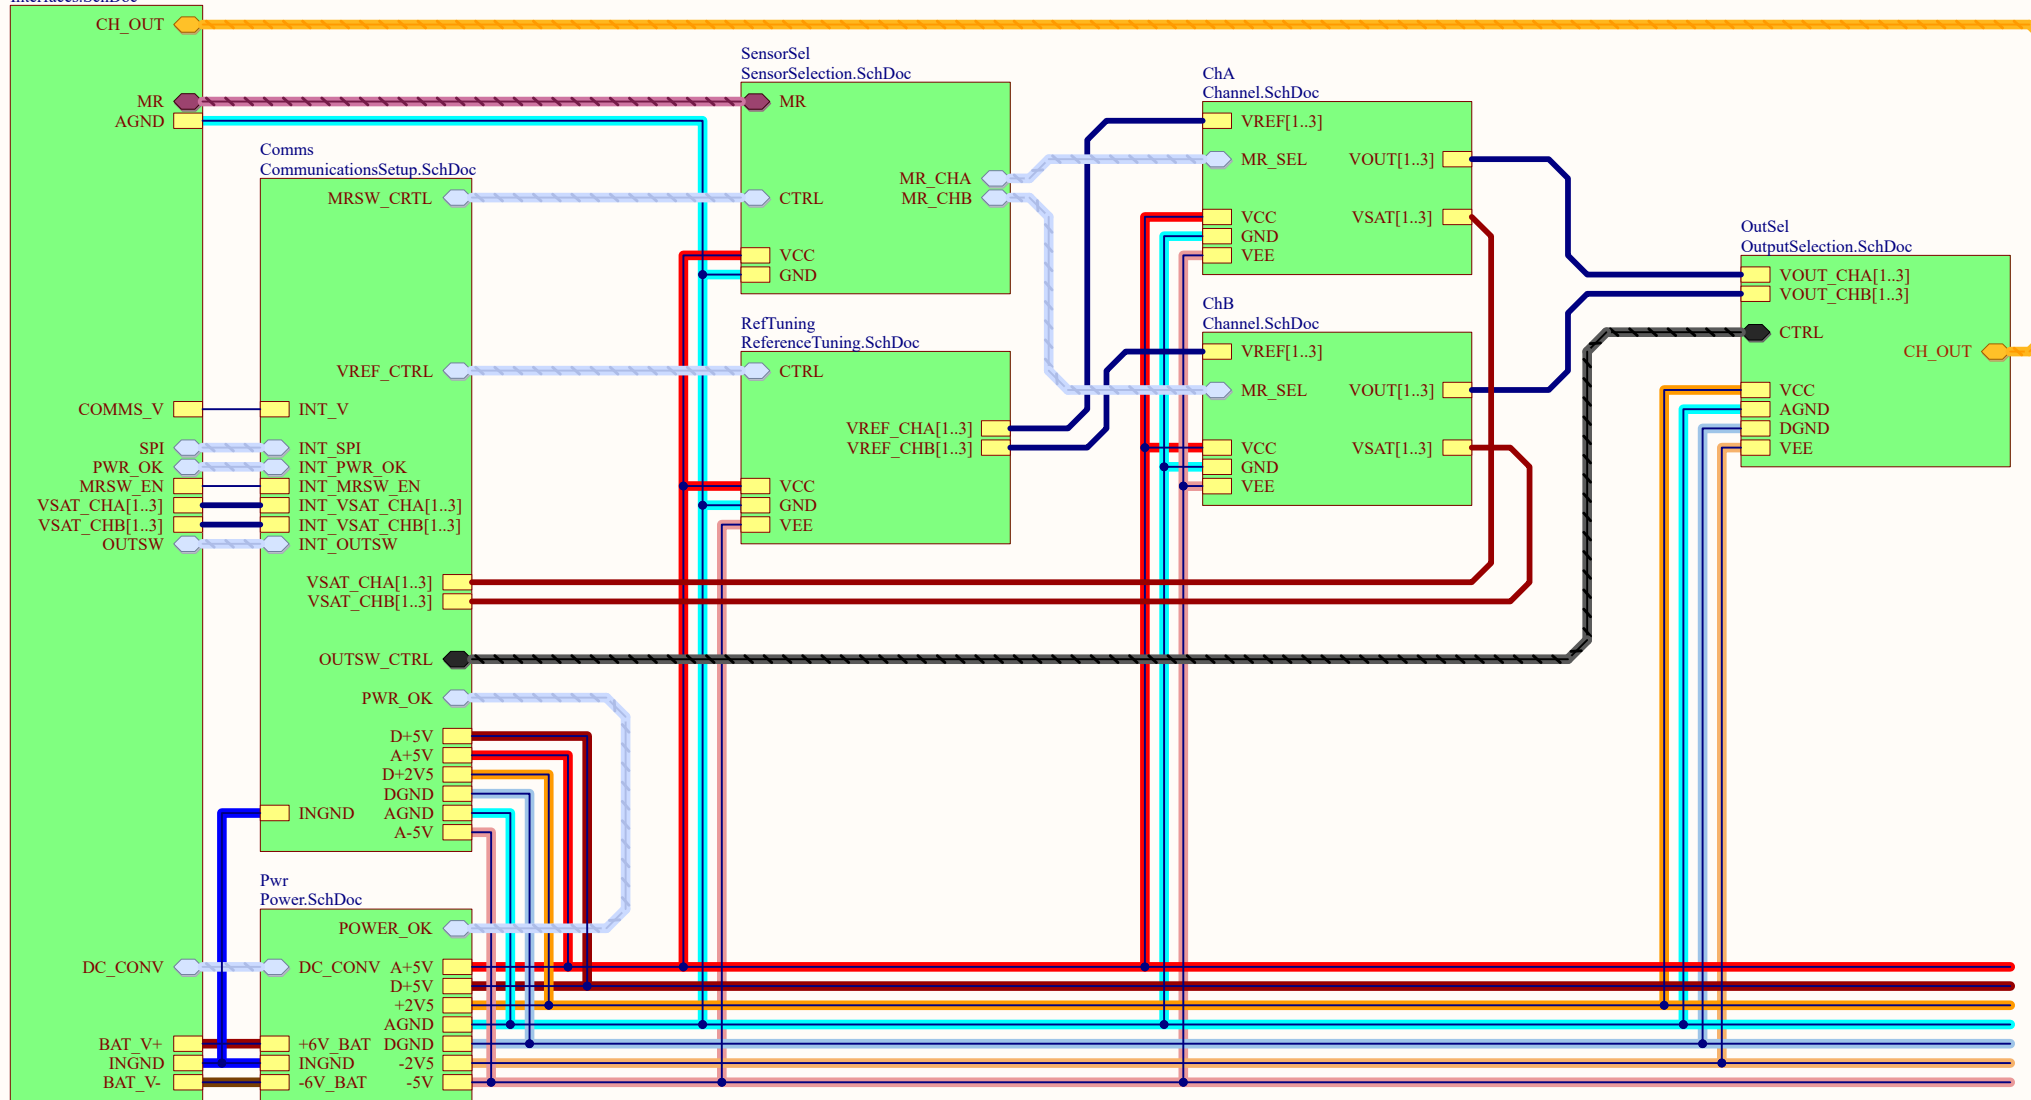 Interfaces.SchDoc
CH_OUT
MR
AGND
COMMS_V
SPI
PWR_OK
MRSW_EN
VSAT_CHA[1..3]
VSAT_CHB[1..3]
OUTSW
DC_CONV
BAT_V+
INGND
BAT_V-
Comms
CommunicationsSetup.SchDoc
MRSW_CRTL
VREF_CTRL
INT_V
INT_SPI
INT_PWR_OK
INT_MRSW_EN
INT_VSAT_CHA[1..3]
INT_VSAT_CHB[1..3]
INT_OUTSW
VSAT_CHA[1..3]
VSAT_CHB[1..3]
OUTSW_CTRL
PWR_OK
D+5V
A+5V
D+2V5
DGND
INGND AGND
A-5V
Pwr
Power.SchDoc
POWER_OK
DC_CONV A+5V
D+5V
+2V5
AGND
+6V_BAT DGND
INGND -2V5
-6V_BAT -5V
SensorSel
SensorSelection.SchDoc
MR
MR_CHA
CTRL MR_CHB
VCC
GND
RefTuning
ReferenceTuning.SchDoc
CTRL
VREF_CHA[1..3]
VREF_CHB[1..3]
VCC
GND
VEE
ChA
Channel.SchDoc
VREF[1..3]
MR_SEL VOUT[1..3]
VCC VSAT[1..3]
GND
VEE
ChB
Channel.SchDoc
VREF[1..3]
MR_SEL VOUT[1..3]
VCC VSAT[1..3]
GND
VEE
OutSel
OutputSelection.SchDoc
VOUT_CHA[1..3]
VOUT_CHB[1..3]
CTRL
CH_OUT
VCC
AGND
DGND
VEE